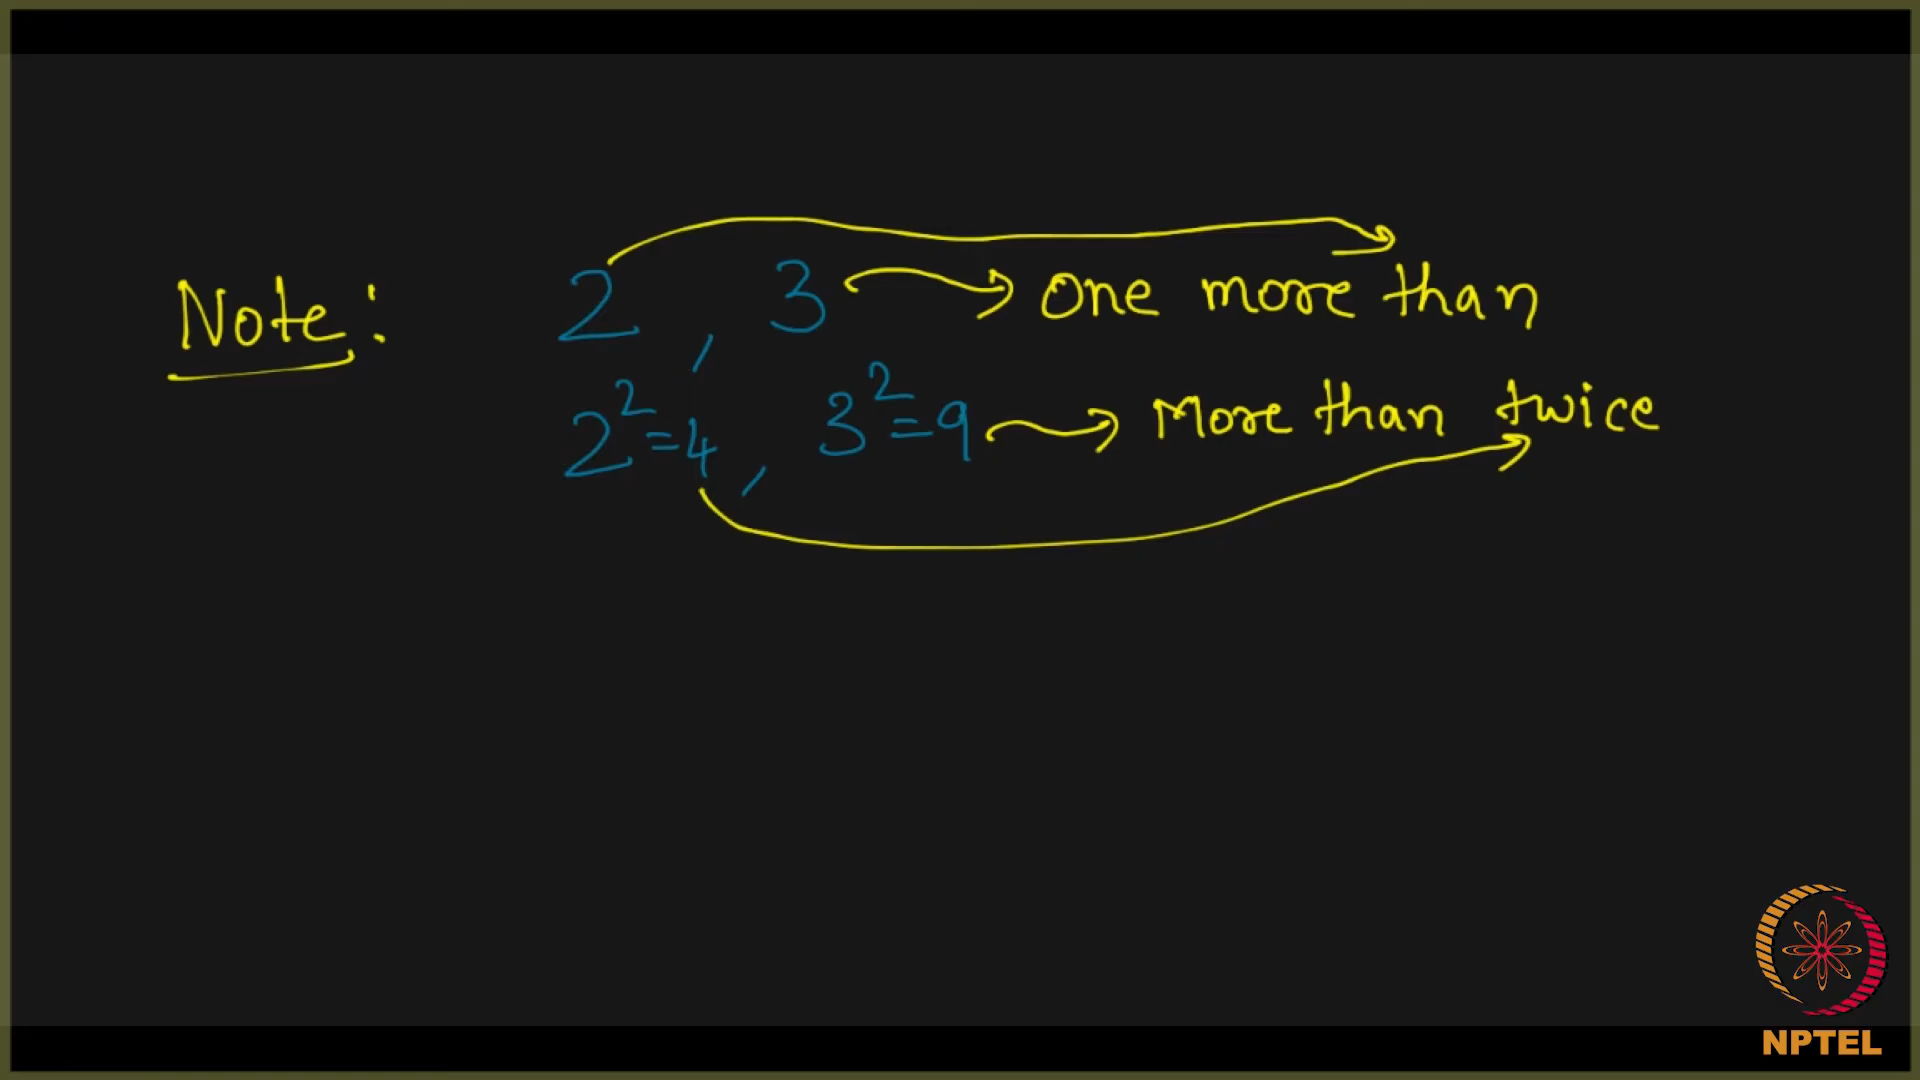 Note: 2, 3 One more than
2² = 4, 3² = 9 More than twice
NPTEL